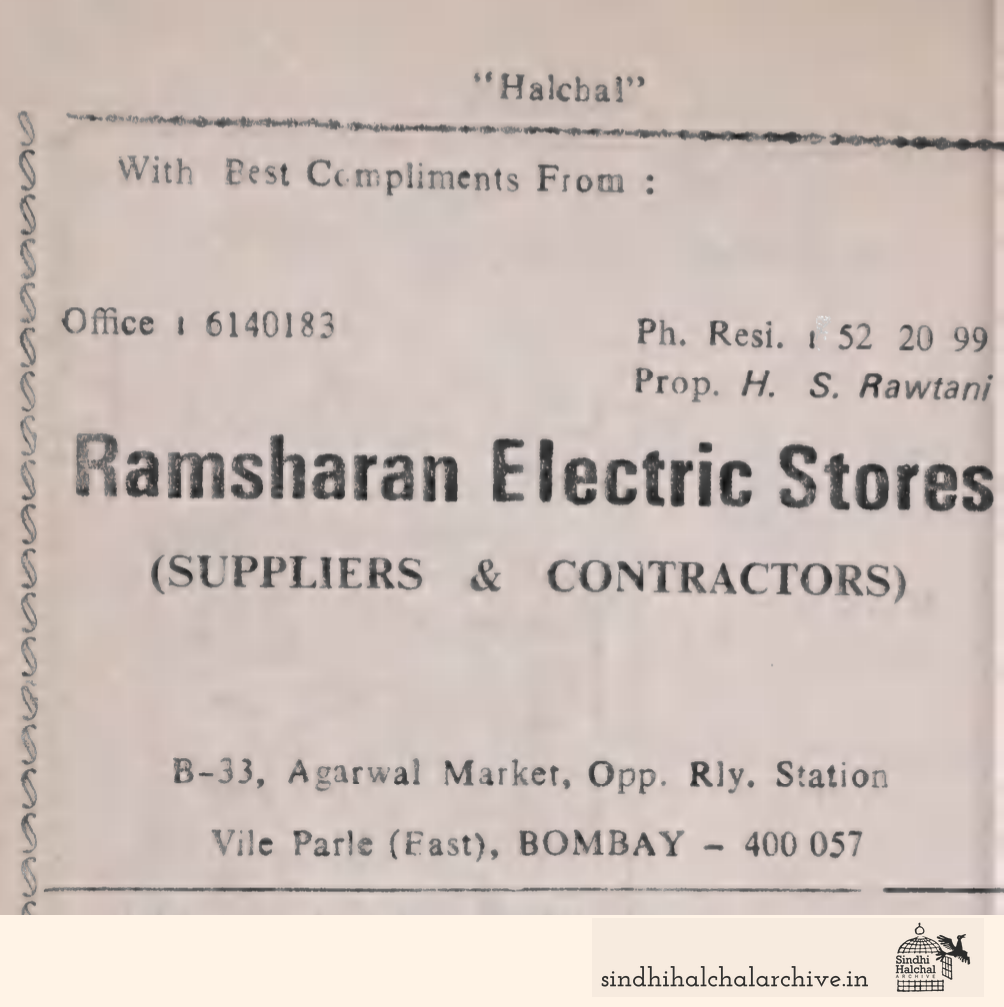 "Halchal"
With Best Compliments From :
Office : 6140183
Ph. Resi. : 52 20 99
Prop. H. S. Rawtani
Ramsharan Electric Stores
(SUPPLIERS & CONTRACTORS)
B-33, Agarwal Market, Opp. Rly. Station
Vile Parle (East), BOMBAY - 400 057
sindhihalchalarchive.in
Sindhi
Halchal
ARCHIVE